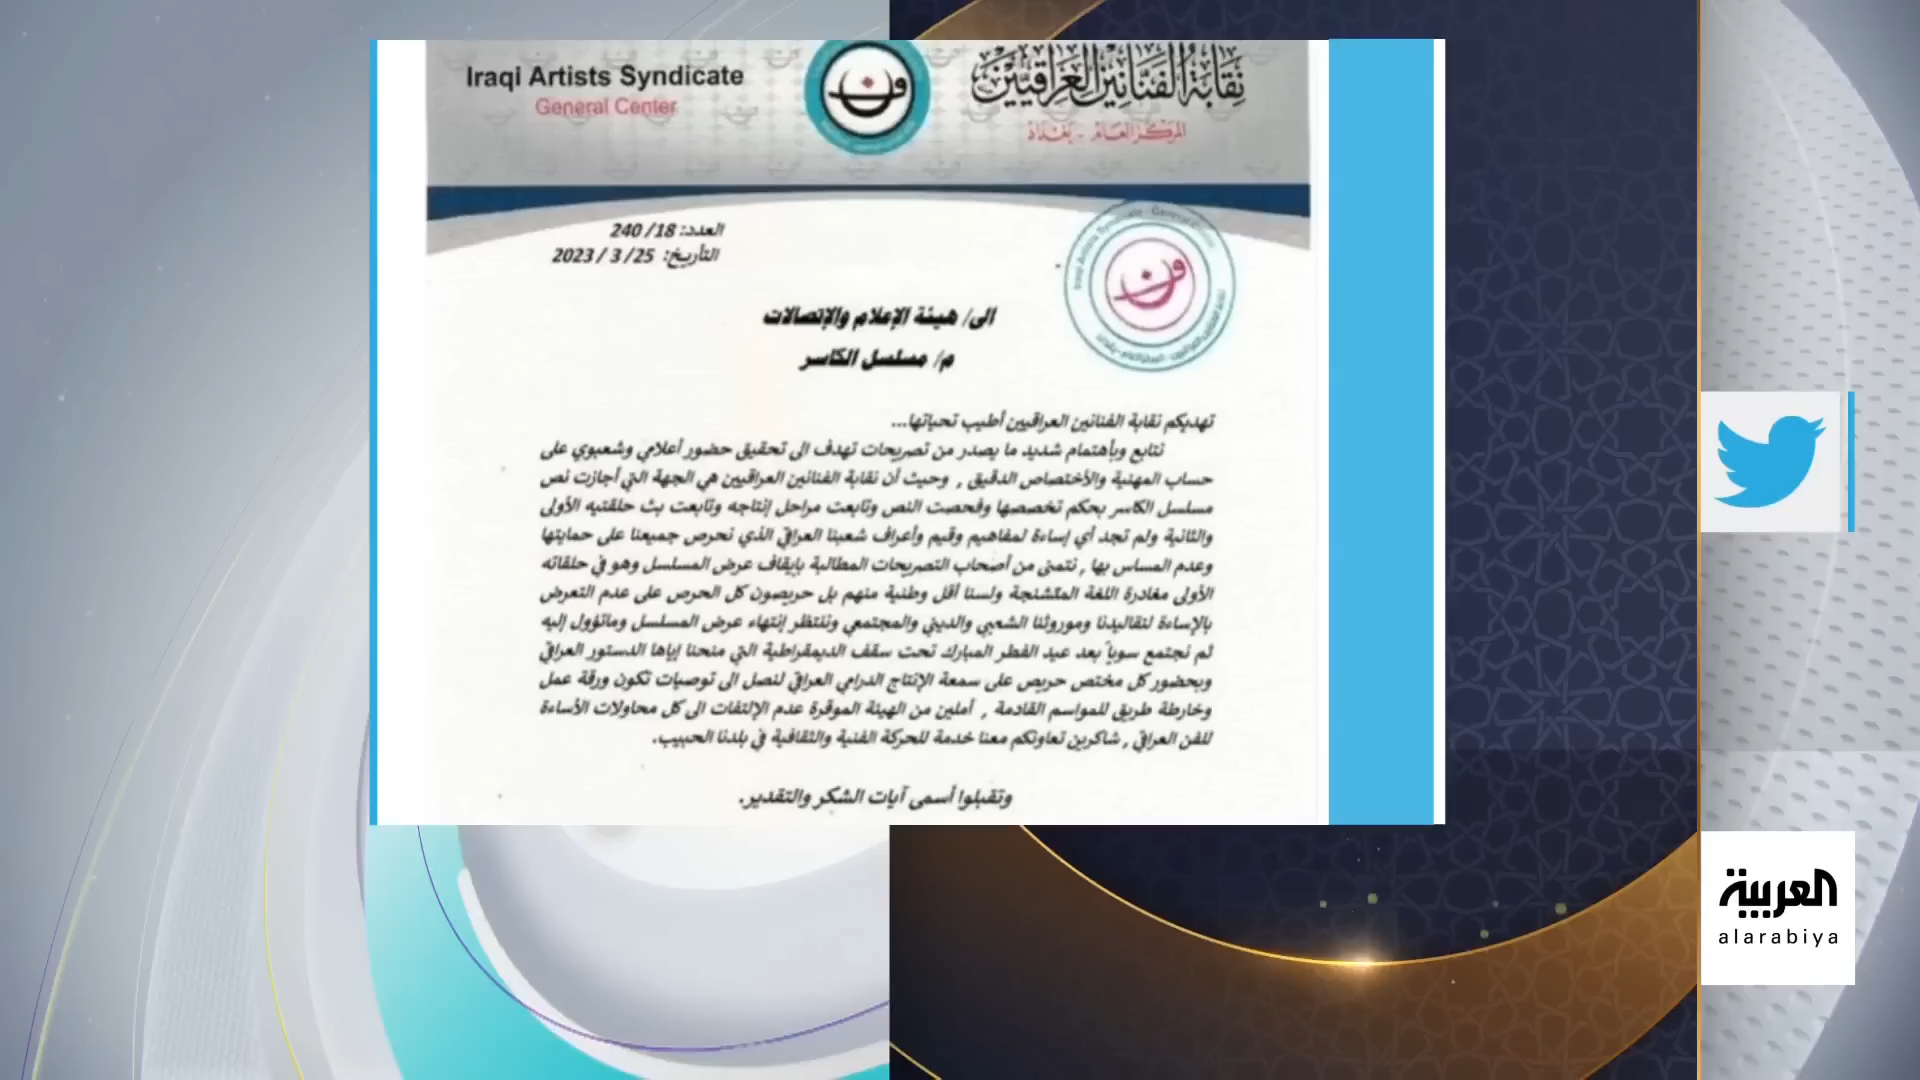 Iraqi Artists Syndicate
General Center
نقابة الفنانين العراقيين
المركز العام - بغداد
العدد: 18/ 240
التأريخ: 25/ 3 / 2023
الى/ هيئة الإعلام والإتصالات
م/ مسلسل الكاسر
تهديكم نقابة الفنانين العراقيين أطيب تحياتها...
نتابع وبأهتمام شديد ما يصدر من تصريحات تهدف الى تحقيق حضور أعلامي وشعبوي على
حساب المهنية والأختصاص الدقيق , وحيث أن نقابة الفنانين العراقيين هي الجهة التي أجازت نص
مسلسل الكاسر بحكم تخصصها وفحصت النص وتابعت مراحل إنتاجه وتابعت بث حلقتيه الأولى
والثانية ولم تجد أي إساءة لمفاهيم وقيم وأعراف شعبنا العراقي الذي نحرص جميعنا على حمايتها
وعدم المساس بها , نتمنى من أصحاب التصريحات المطالبة بإيقاف عرض المسلسل وهو في حلقاته
الأولى مغادرة اللغة المتشنجة ولسنا أقل وطنية منهم بل حريصون كل الحرص على عدم التعرض
بالإساءة لتقاليدنا وموروثنا الشعبي والديني والمجتمعي وننتظر إنتهاء عرض المسلسل وماتؤول إليه
ثم نجتمع سوياً بعد عيد الفطر المبارك تحت سقف الديمقراطية التي منحنا إياها الدستور العراقي
وبحضور كل مختص حريص على سمعة الإنتاج الدرامي العراقي لنصل الى توصيات تكون ورقة عمل
وخارطة طريق للمواسم القادمة , أملين من الهيئة الموقرة عدم الإلتفات الى كل محاولات الأساءة
للفن العراقي , شاكرين تعاونكم معنا خدمة للحركة الفنية والثقافية في بلدنا الحبيب.
وتقبلوا أسمى آيات الشكر والتقدير.
العربية
alarabiya